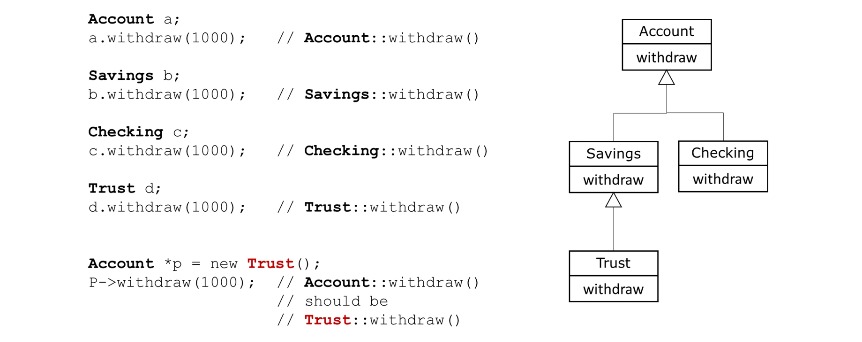 Account a;
a.withdraw(1000);   // Account::withdraw()
Savings b;
b.withdraw(1000);   // Savings::withdraw()
Checking c;
c.withdraw(1000);   // Checking::withdraw()
Trust d;
d.withdraw(1000);   // Trust::withdraw()
Account *p = new Trust();
P->withdraw(1000);  // Account::withdraw()
// should be
// Trust::withdraw()
Account
withdraw
Savings
withdraw
Checking
withdraw
Trust
withdraw